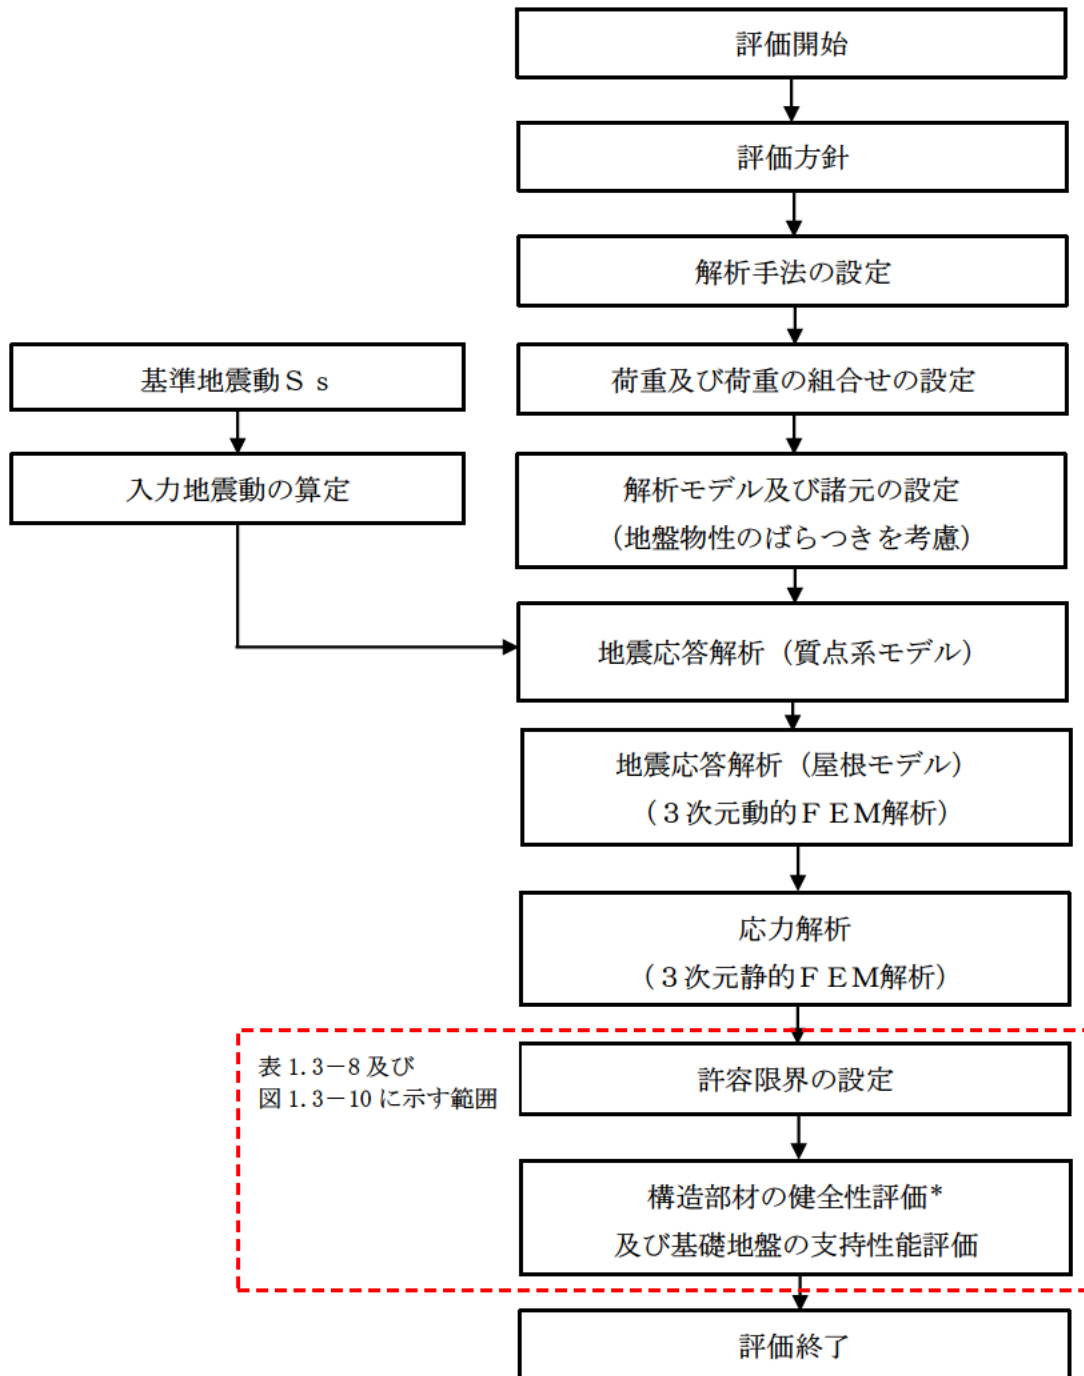 評価開始
評価方針
解析手法の設定
基準地震動Ｓｓ
荷重及び荷重の組合せの設定
入力地震動の算定
解析モデル及び諸元の設定
（地盤物性のばらつきを考慮）
地震応答解析（質点系モデル）
地震応答解析（屋根モデル）
（３次元動的ＦＥＭ解析）
応力解析
（３次元静的ＦＥＭ解析）
表 1.3－8 及び
図 1.3－10 に示す範囲
許容限界の設定
構造部材の健全性評価*
及び基礎地盤の支持性能評価
評価終了